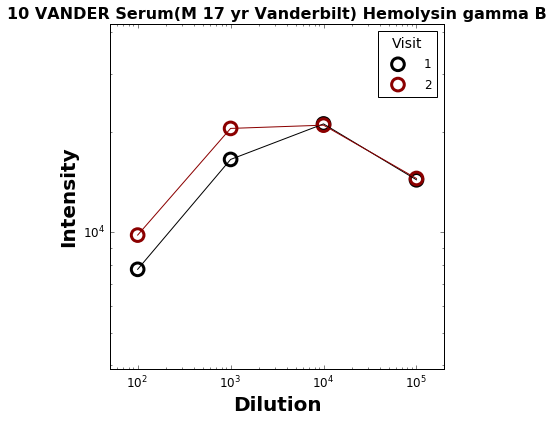 10 VANDER Serum(M 17 yr Vanderbilt) Hemolysin gamma B
Visit
1
2
Intensity
10⁴
10² 10³ 10⁴ 10⁵
Dilution